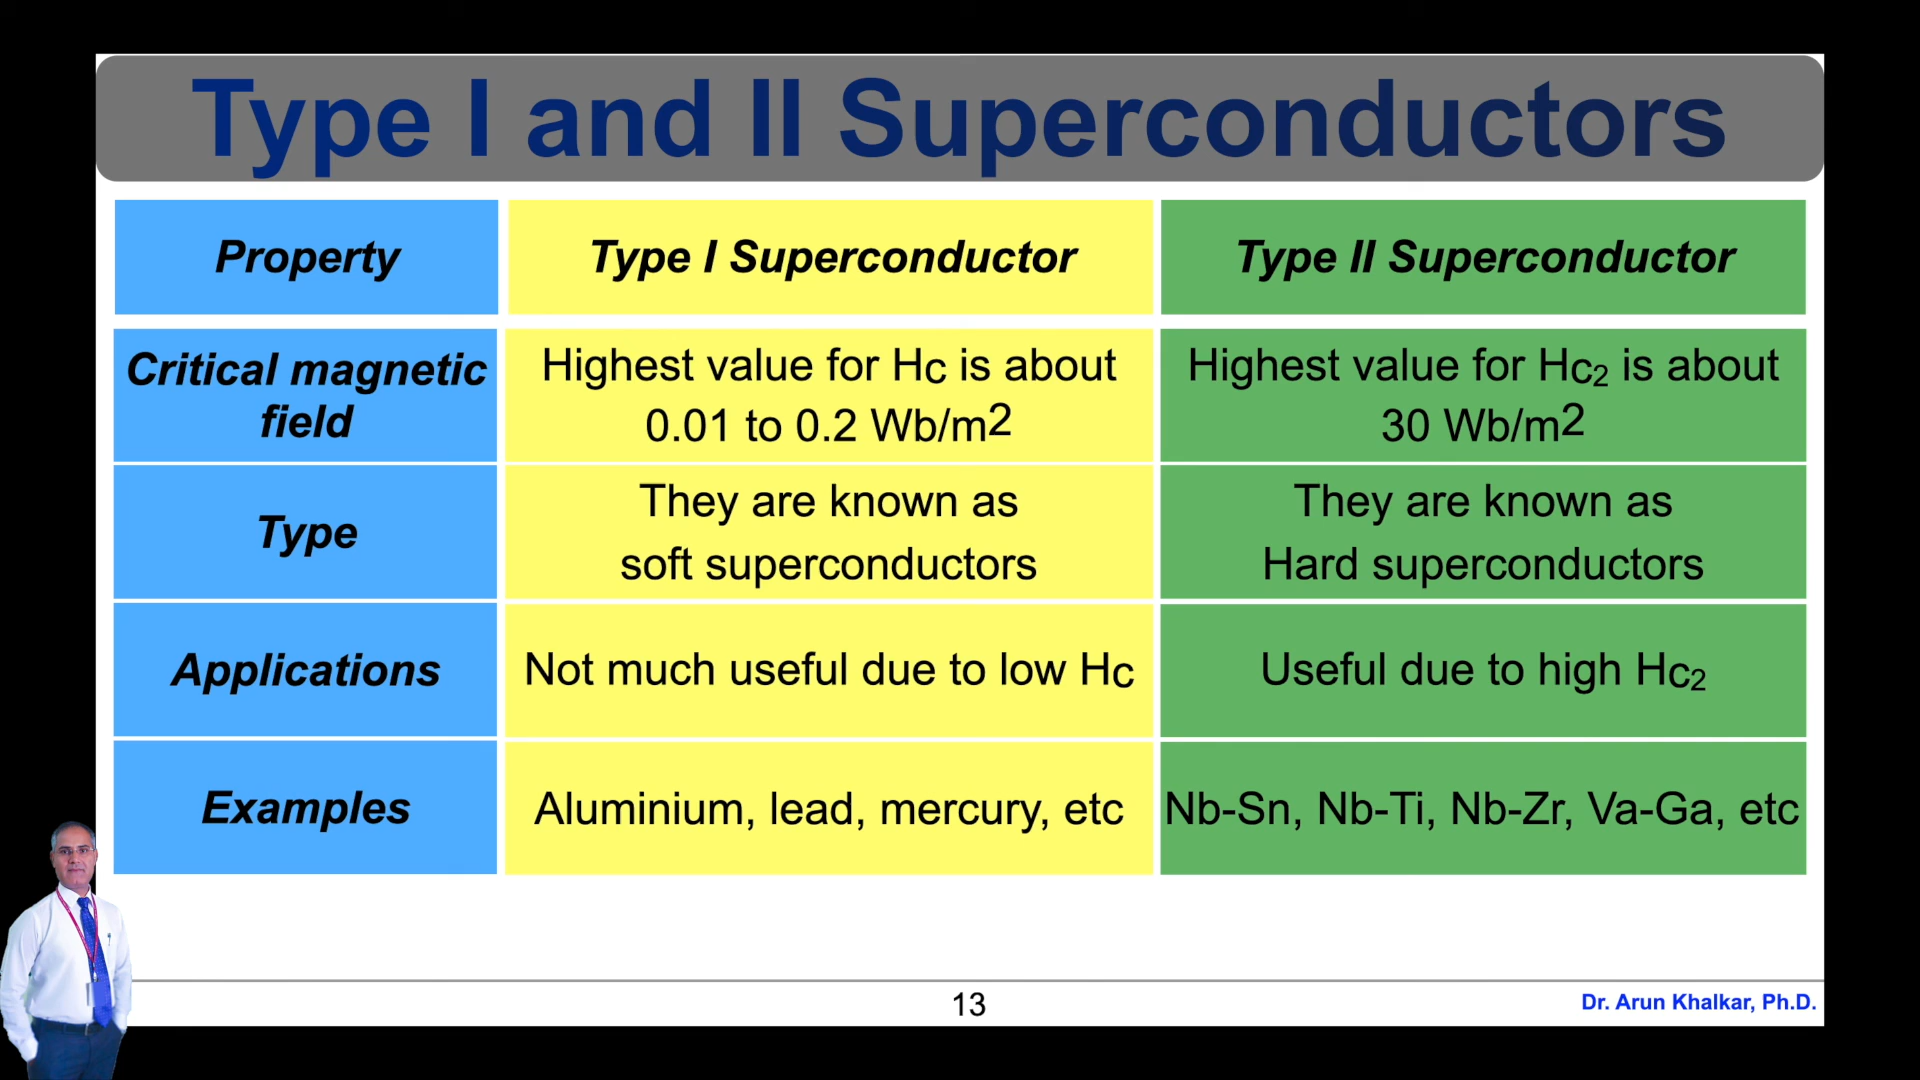 Type I and II Superconductors
Property
Type I Superconductor
Type II Superconductor
Critical magnetic
field
Highest value for Hc is about
0.01 to 0.2 Wb/m2
Highest value for Hc2 is about
30 Wb/m2
Type
They are known as
soft superconductors
They are known as
Hard superconductors
Applications
Not much useful due to low Hc
Useful due to high Hc2
Examples
Aluminium, lead, mercury, etc
Nb-Sn, Nb-Ti, Nb-Zr, Va-Ga, etc
13
Dr. Arun Khalkar, Ph.D.